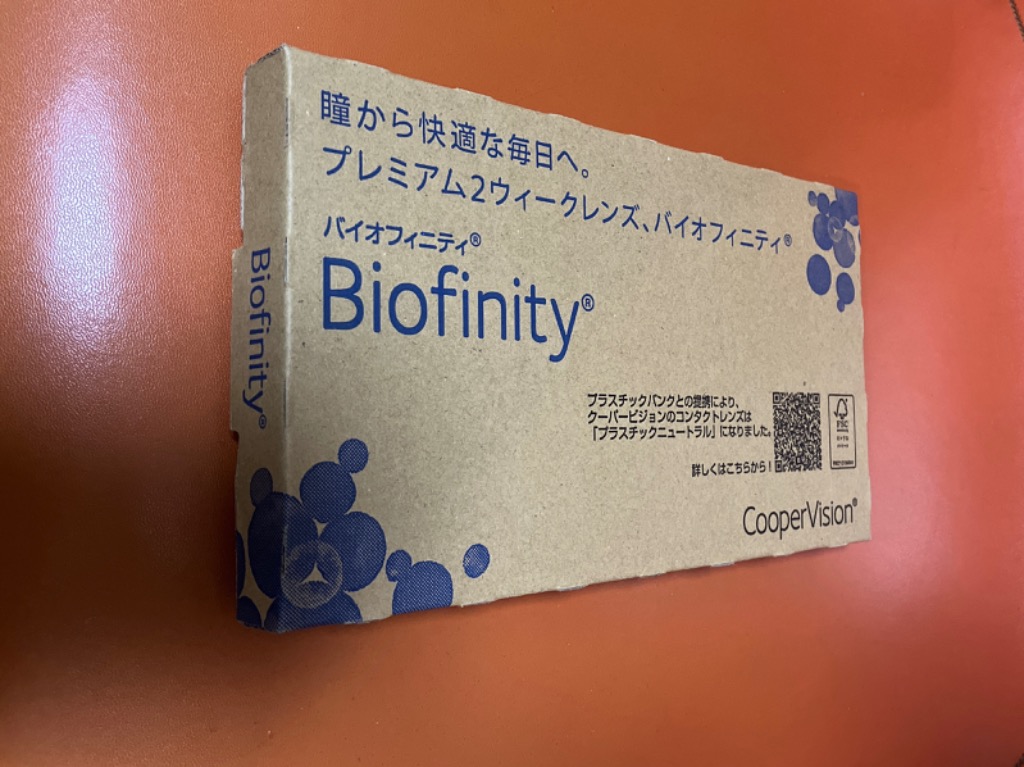 瞳から快適な毎日へ。
プレミアム2ウィークレンズ、バイオフィニティ®
バイオフィニティ®
Biofinity®
Biofinity®
プラスチックバンクとの提携により、
クーパービジョンのコンタクトレンズは
「プラスチックニュートラル」になりました。
詳しくはこちらから!
FSC
CooperVision®